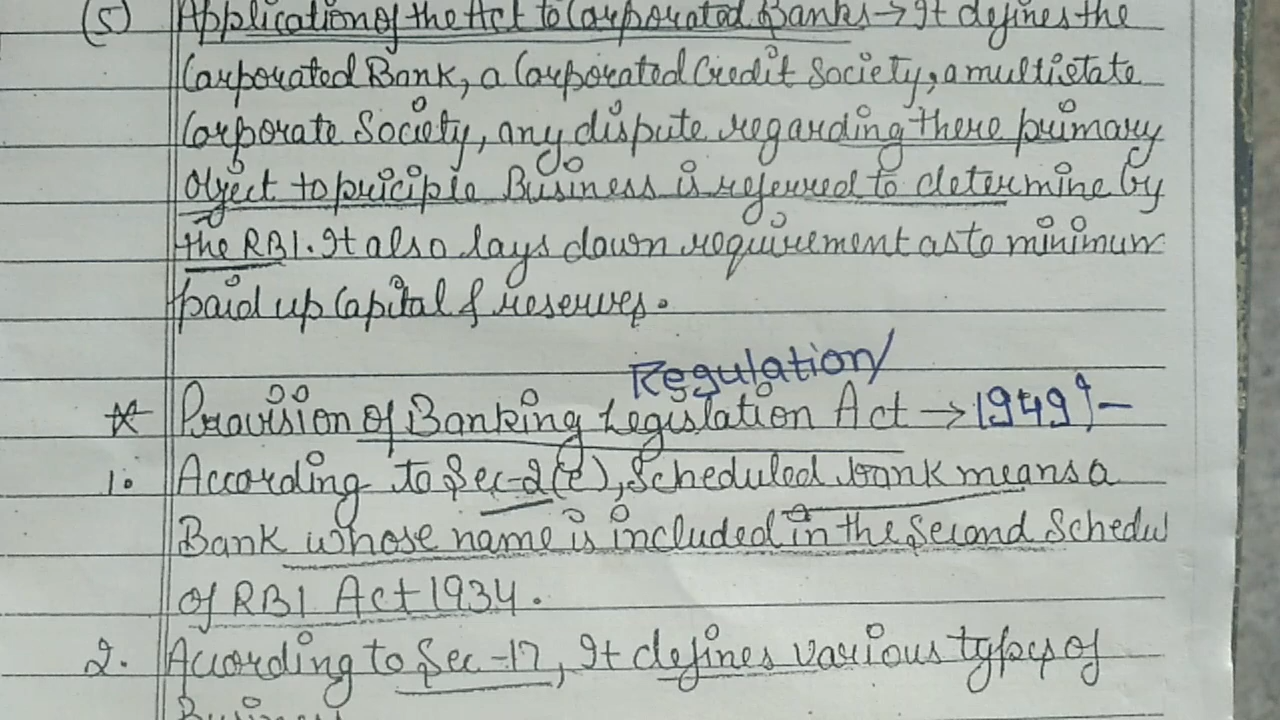 (5) Application of the Act to Corporated Banks → It defines the
Corporated Bank, a Corporated Credit Society, a multistate
Corporate Society, any dispute regarding there primary
Object to priciple Business is referred to determine by
the RBI. It also lays down requirement as to minimum
paid up Capital & reserves.
Regulation/
* Provision of Banking Legislation Act → 1949 :-
1. According to Sec-2(e), Scheduled bank means a
Bank whose name is included in the Second Schedul
of RBI Act 1934.
2. According to Sec-17, It defines various types of
Business